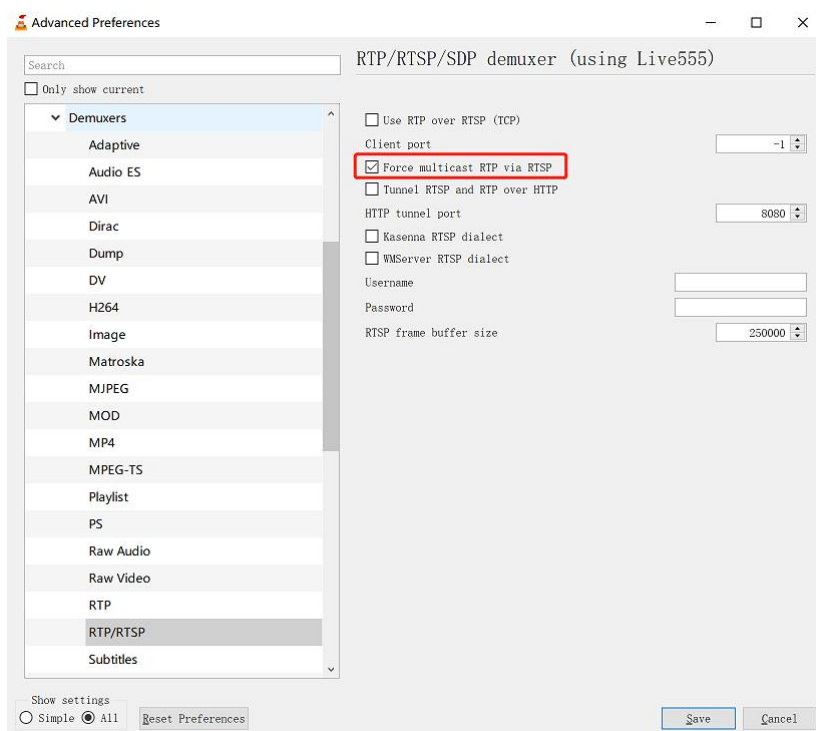 Advanced Preferences
Search
Only show current
Demuxers
Adaptive
Audio ES
AVI
Dirac
Dump
DV
H264
Image
Matroska
MJPEG
MOD
MP4
MPEG-TS
Playlist
PS
Raw Audio
Raw Video
RTP
RTP/RTSP
Subtitles
RTP/RTSP/SDP demuxer (using Live555)
Use RTP over RTSP (TCP)
Client port -1
Force multicast RTP via RTSP
Tunnel RTSP and RTP over HTTP
HTTP tunnel port 8080
Kasenna RTSP dialect
WMServer RTSP dialect
Username
Password
RTSP frame buffer size 250000
Show settings
Simple All Reset Preferences Save Cancel